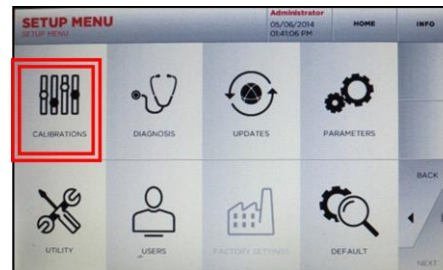 SETUP MENU
SETUP MENU
Administrator
05/06/2014
01:41:06 PM
HOME
INFO
CALIBRATIONS
DIAGNOSIS
UPDATES
PARAMETERS
BACK
UTILITY
USERS
FACTORY SETTINGS
DEFAULT
NEXT